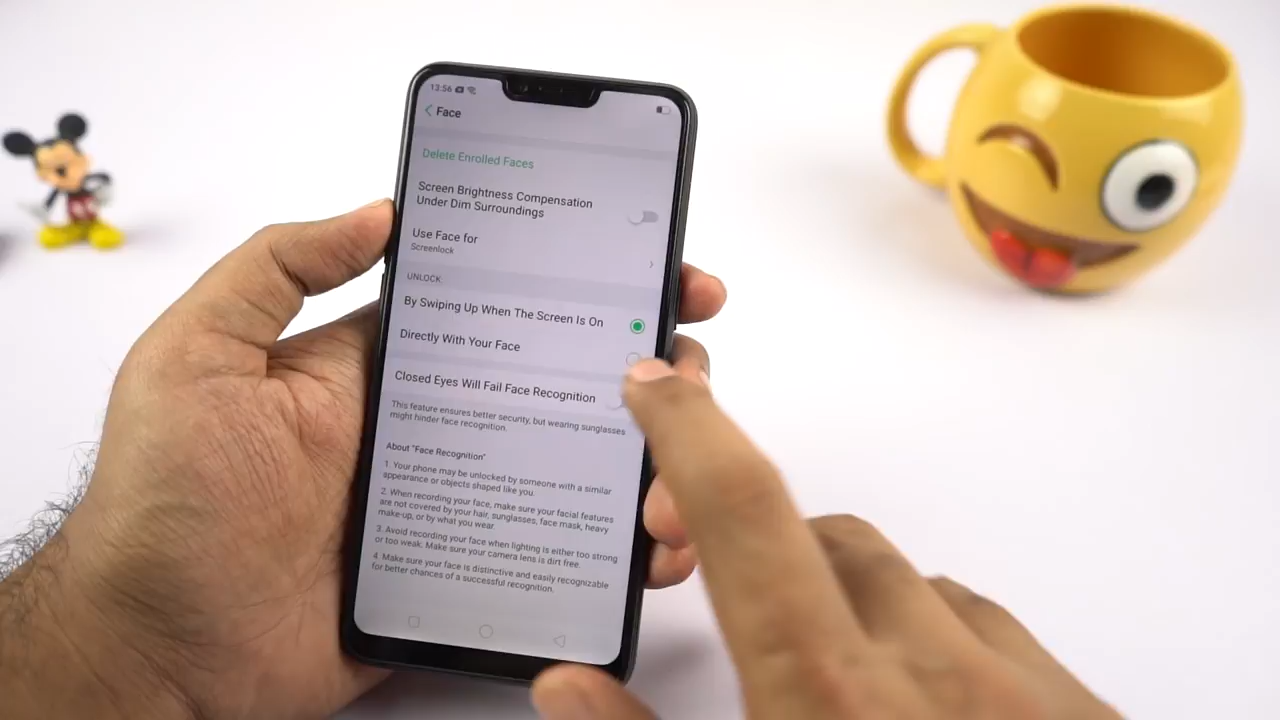 13:56
Face
Delete Enrolled Faces
Screen Brightness Compensation
Under Dim Surroundings
Use Face for
Screenlock
UNLOCK
By Swiping Up When The Screen Is On
Directly With Your Face
Closed Eyes Will Fail Face Recognition
This feature ensures better security, but wearing sunglasses
might hinder face recognition.
About "Face Recognition"
1. Your phone may be unlocked by someone with a similar
appearance or objects shaped like you.
2. When recording your face, make sure your facial features
are not covered by your hair, sunglasses, face mask, heavy
make-up, or by what you wear.
3. Avoid recording your face when lighting is either too strong
or too weak. Make sure your camera lens is dirt free.
4. Make sure your face is distinctive and easily recognizable
for better chances of a successful recognition.